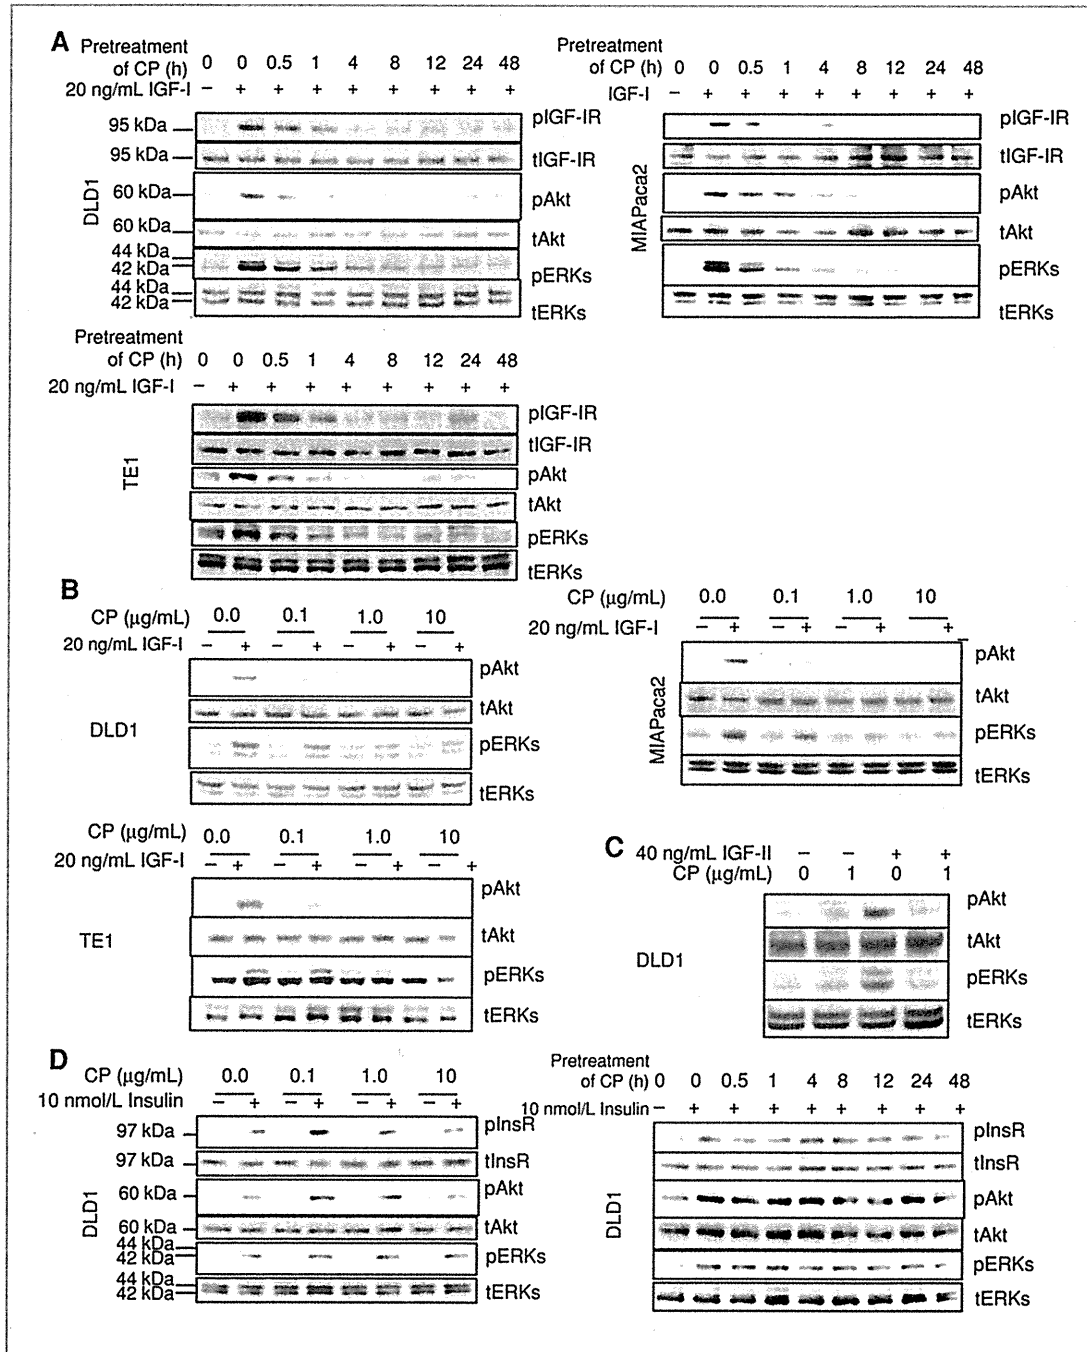 A
Pretreatment
of CP (h) 0 0 0.5 1 4 8 12 24 48
20 ng/mL IGF-I − + + + + + + + +
95 kDa
pIGF-IR
95 kDa
tIGF-IR
DLD1
60 kDa
pAkt
60 kDa
tAkt
44 kDa
42 kDa
pERKs
44 kDa
42 kDa
tERKs
Pretreatment
of CP (h) 0 0 0.5 1 4 8 12 24 48
IGF-I − + + + + + + + +
pIGF-IR
tIGF-IR
MIAPaca2
pAkt
tAkt
pERKs
tERKs
Pretreatment
of CP (h) 0 0 0.5 1 4 8 12 24 48
20 ng/mL IGF-I − + + + + + + + +
pIGF-IR
tIGF-IR
TE1
pAkt
tAkt
pERKs
tERKs
B
CP (µg/mL) 0.0 0.1 1.0 10
20 ng/mL IGF-I − + − + − + − +
pAkt
tAkt
DLD1
pERKs
tERKs
CP (µg/mL) 0.0 0.1 1.0 10
20 ng/mL IGF-I − + − + − + − + −
pAkt
tAkt
MIAPaca2
pERKs
tERKs
CP (µg/mL) 0.0 0.1 1.0 10
20 ng/mL IGF-I − + − + − + − +
pAkt
TE1
tAkt
pERKs
tERKs
C
40 ng/mL IGF-II − − + +
CP (µg/mL) 0 1 0 1
pAkt
tAkt
DLD1
pERKs
tERKs
D
CP (µg/mL) 0.0 0.1 1.0 10
10 nmol/L Insulin − + − + − + − +
97 kDa
pInsR
97 kDa
tInsR
DLD1
60 kDa
pAkt
60 kDa
tAkt
44 kDa
42 kDa
pERKs
44 kDa
42 kDa
tERKs
Pretreatment
of CP (h) 0 0 0.5 1 4 8 12 24 48
10 nmol/L Insulin − + + + + + + + +
pInsR
tInsR
DLD1
pAkt
tAkt
pERKs
tERKs